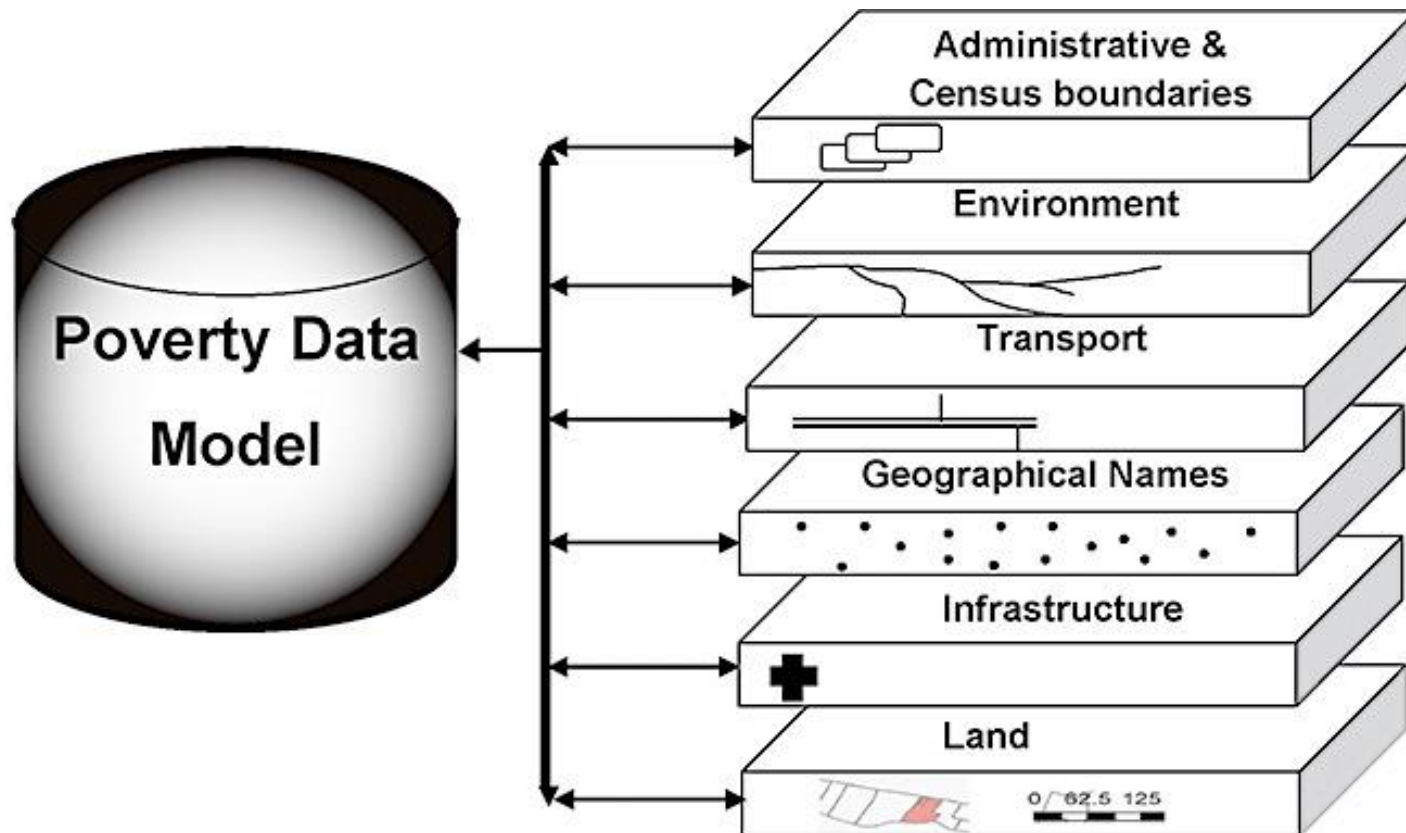 Poverty Data
Model
Administrative &
Census boundaries
Environment
Transport
Geographical Names
Infrastructure
Land
0 62.5 125